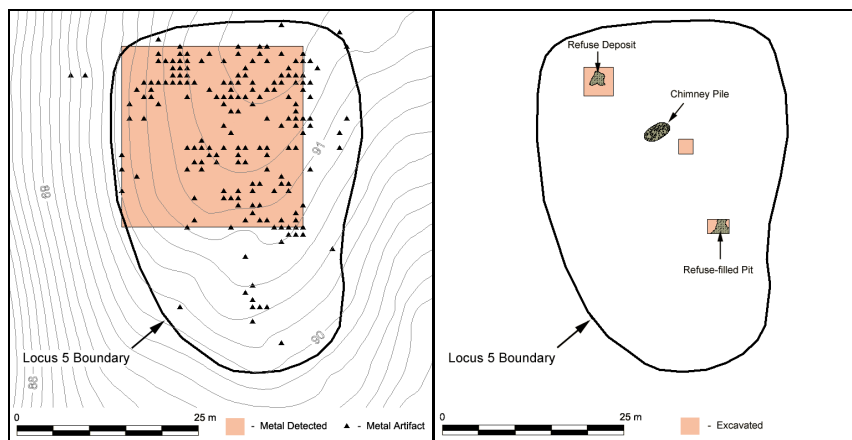 88
91
88
90
88
Locus 5 Boundary
0
25 m
- Metal Detected
- Metal Artifact
Refuse Deposit
Chimney Pile
Refuse-filled Pit
Locus 5 Boundary
0
25 m
- Excavated